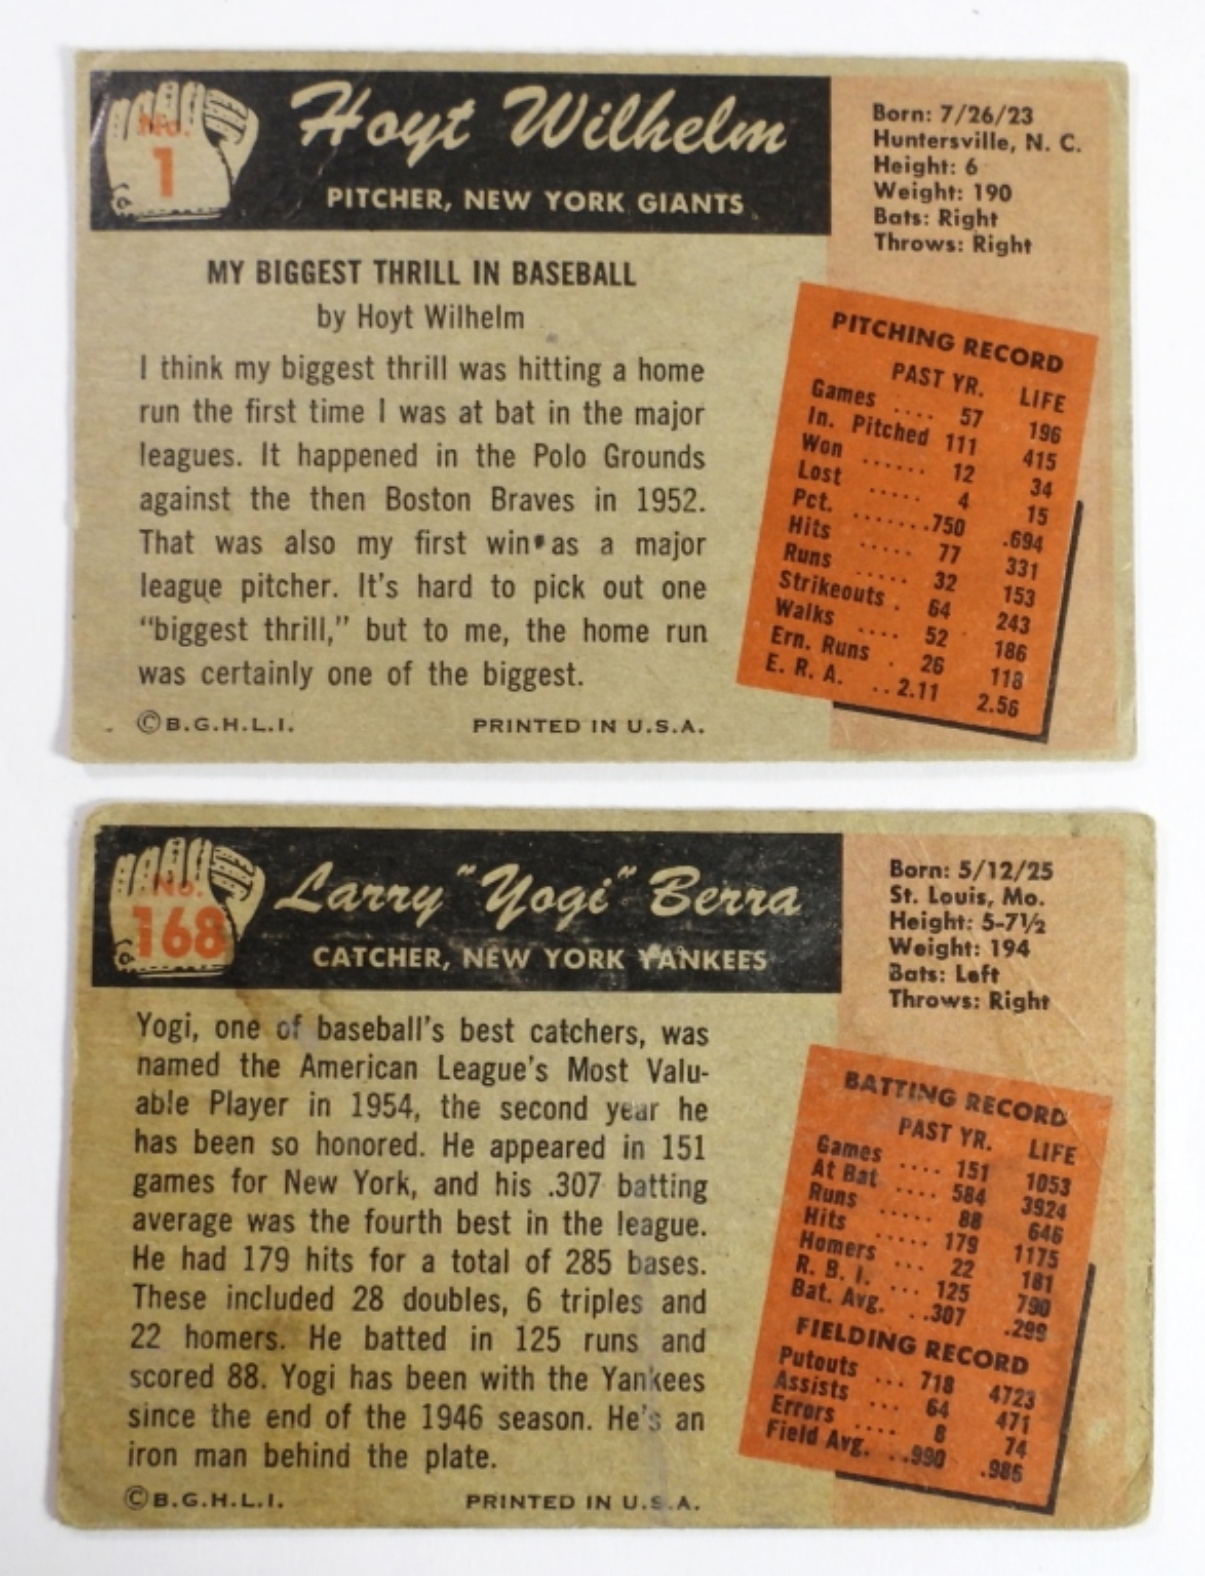 No.
1
Hoyt Wilhelm
PITCHER, NEW YORK GIANTS
Born: 7/26/23
Huntersville, N. C.
Height: 6
Weight: 190
Bats: Right
Throws: Right
MY BIGGEST THRILL IN BASEBALL
by Hoyt Wilhelm
I think my biggest thrill was hitting a home
run the first time I was at bat in the major
leagues. It happened in the Polo Grounds
against the then Boston Braves in 1952.
That was also my first win as a major
league pitcher. It's hard to pick out one
"biggest thrill," but to me, the home run
was certainly one of the biggest.
©B.G.H.L.I. PRINTED IN U.S.A.
PITCHING RECORD
PAST YR. LIFE
Games .... 57 196
In. Pitched 111 415
Won ...... 12 34
Lost ..... 4 15
Pct. .......750 .694
Hits ..... 77 331
Runs ..... 32 153
Strikeouts . 64 243
Walks .... 52 186
Ern. Runs . 26 118
E. R. A. ..2.11 2.56
No.
168
Larry "Yogi" Berra
CATCHER, NEW YORK YANKEES
Born: 5/12/25
St. Louis, Mo.
Height: 5-7½
Weight: 194
Bats: Left
Throws: Right
Yogi, one of baseball's best catchers, was
named the American League's Most Valu-
able Player in 1954, the second year he
has been so honored. He appeared in 151
games for New York, and his .307 batting
average was the fourth best in the league.
He had 179 hits for a total of 285 bases.
These included 28 doubles, 6 triples and
22 homers. He batted in 125 runs and
scored 88. Yogi has been with the Yankees
since the end of the 1946 season. He's an
iron man behind the plate.
©B.G.H.L.I. PRINTED IN U.S.A.
BATTING RECORD
PAST YR. LIFE
Games .... 151 1053
At Bat .... 584 3924
Runs ..... 88 646
Hits ..... 179 1175
Homers ... 22 181
R. B. I. ... 125 790
Bat. Avg. ..307 .299
FIELDING RECORD
Putouts ... 718 4723
Assists ... 64 471
Errors .... 8 74
Field Avg. ..990 .986